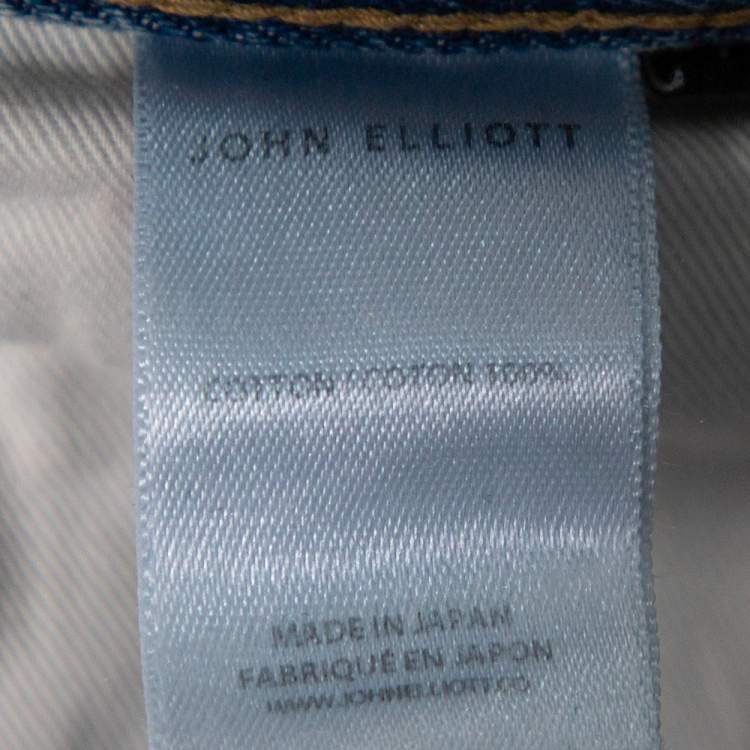 JOHN ELLIOTT
COTTON / COTON 100%
MADE IN JAPAN
FABRIQUÉ EN JAPON
WWW.JOHNELLIOTT.CO